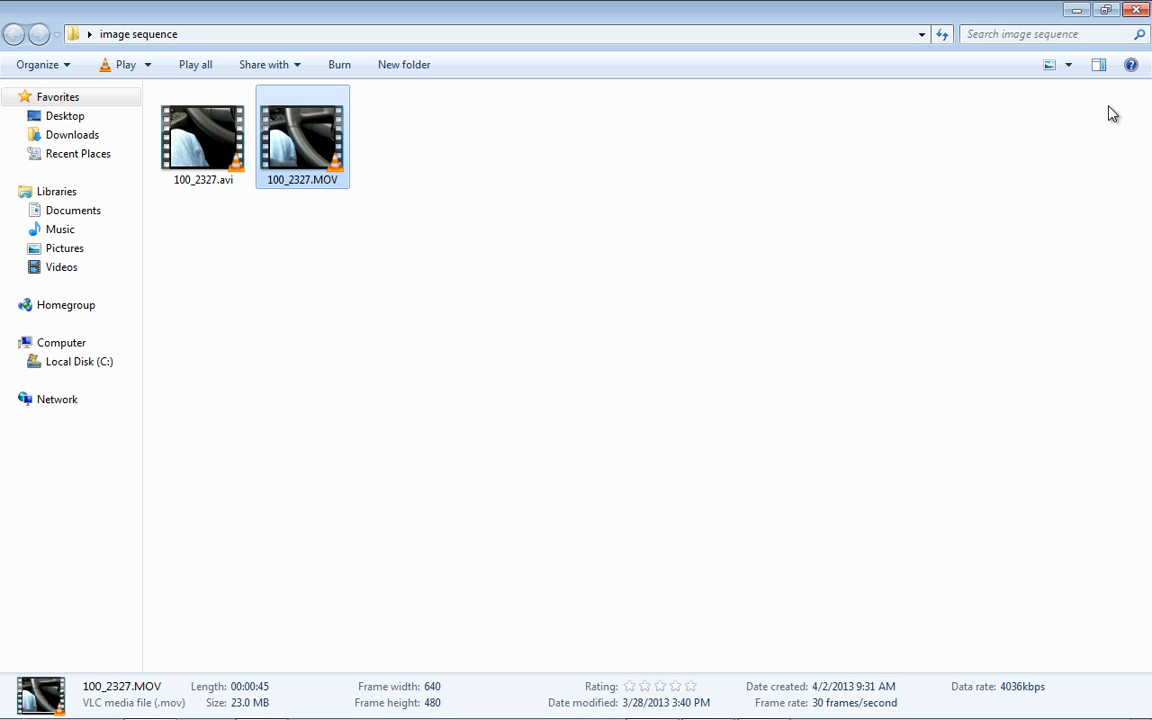 image sequence
Search image sequence
Organize Play Play all Share with Burn New folder
Favorites
Desktop
Downloads
Recent Places
Libraries
Documents
Music
Pictures
Videos
Homegroup
Computer
Local Disk (C:)
Network
100_2327.avi 100_2327.MOV
100_2327.MOV Length: 00:00:45 Frame width: 640 Rating: Date created: 4/2/2013 9:31 AM Data rate: 4036kbps
VLC media file (.mov) Size: 23.0 MB Frame height: 480 Date modified: 3/28/2013 3:40 PM Frame rate: 30 frames/second